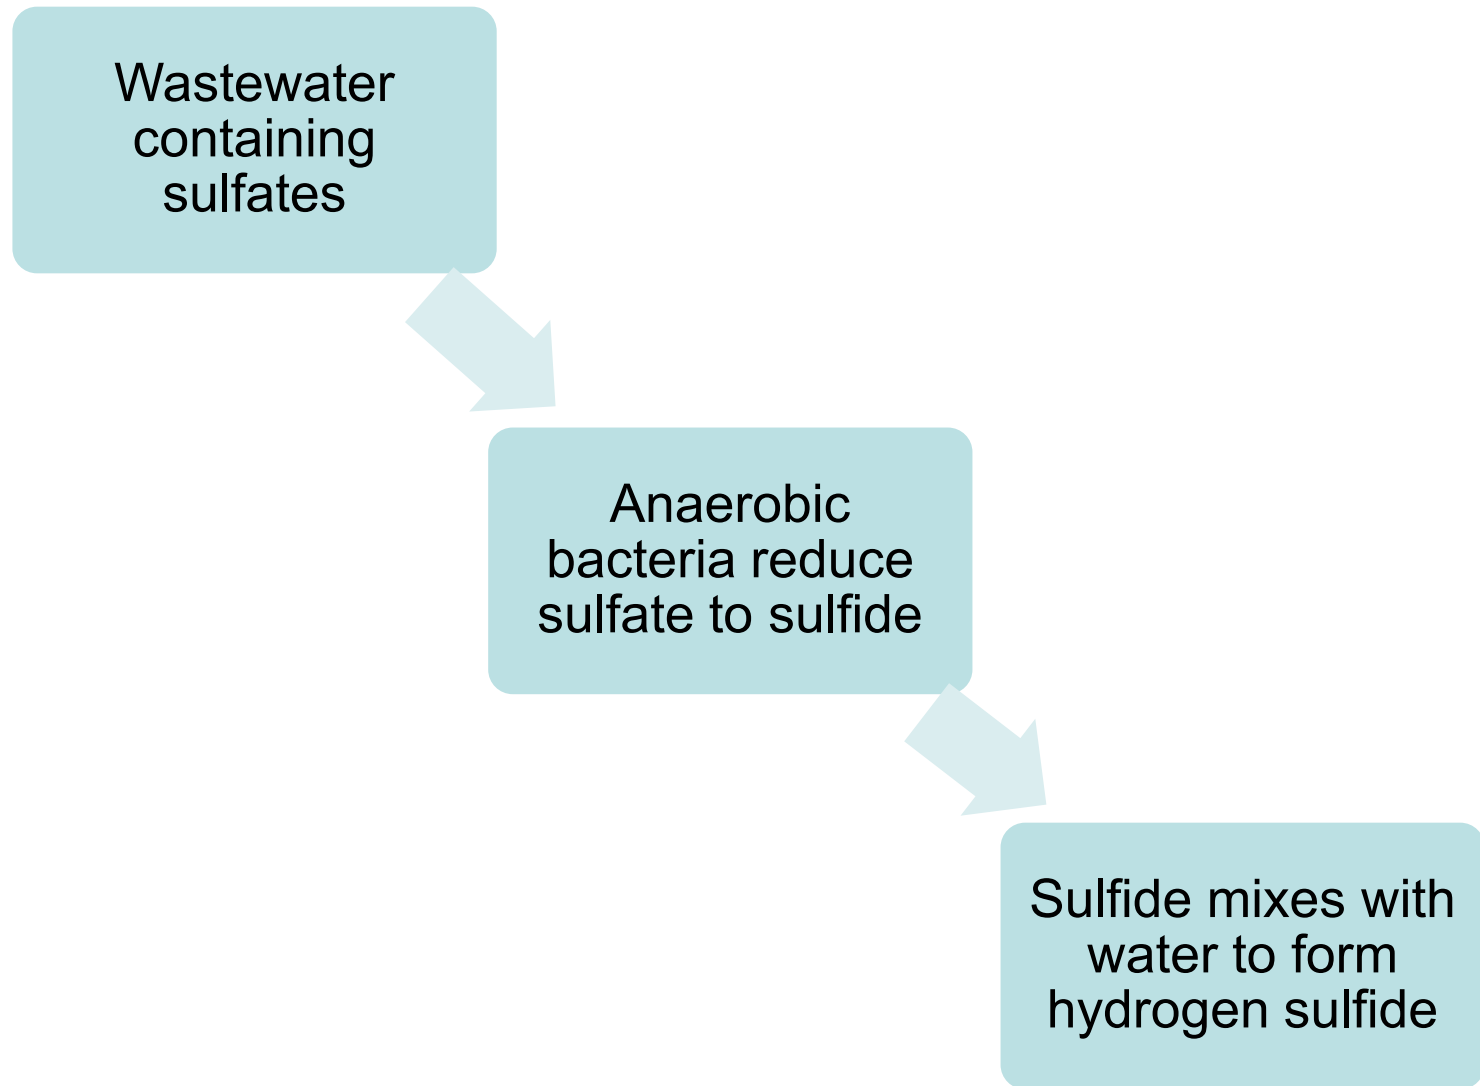 Wastewater
containing
sulfates
Anaerobic
bacteria reduce
sulfate to sulfide
Sulfide mixes with
water to form
hydrogen sulfide